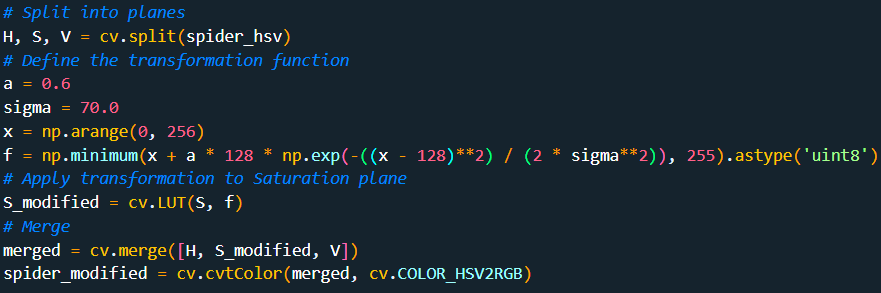 # Split into planes
H, S, V = cv.split(spider_hsv)
# Define the transformation function
a = 0.6
sigma = 70.0
x = np.arange(0, 256)
f = np.minimum(x + a * 128 * np.exp(-((x - 128)**2) / (2 * sigma**2)), 255).astype('uint8')
# Apply transformation to Saturation plane
S_modified = cv.LUT(S, f)
# Merge
merged = cv.merge([H, S_modified, V])
spider_modified = cv.cvtColor(merged, cv.COLOR_HSV2RGB)